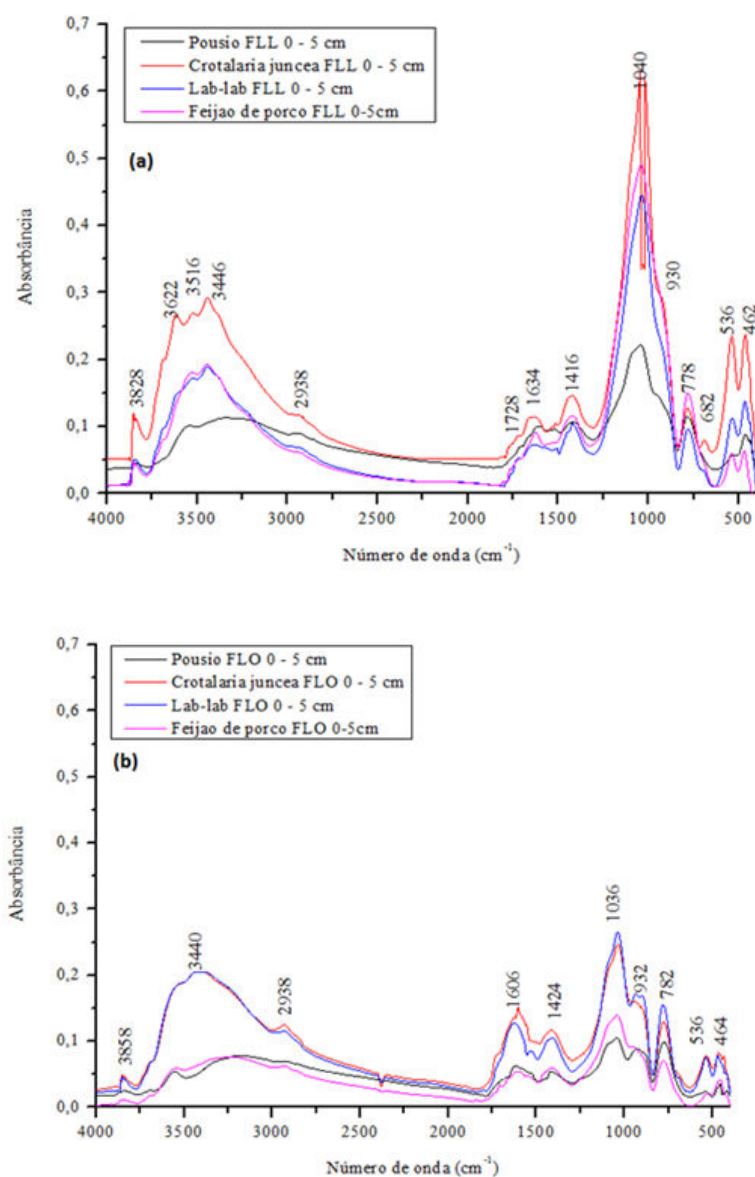 0,7
0,6
0,5
0,4
0,3
0,2
0,1
0,0
Absorbância
Pousio FLL 0 - 5 cm
Crotalaria juncea FLL 0 - 5 cm
Lab-lab FLL 0 - 5 cm
Feijao de porco FLL 0-5cm
(a)
3828
3622
3516
3446
2938
1728
1634
1416
1040
930
778
682
536
462
4000 3500 3000 2500 2000 1500 1000 500
Número de onda (cm-1)
0,7
0,6
0,5
0,4
0,3
0,2
0,1
0,0
Absorbância
Pousio FLO 0 - 5 cm
Crotalaria juncea FLO 0 - 5 cm
Lab-lab FLO 0 - 5 cm
Feijao de porco FLO 0-5cm
(b)
3858
3440
2938
1606
1424
1036
932
782
536
464
4000 3500 3000 2500 2000 1500 1000 500
Número de onda (cm-1)